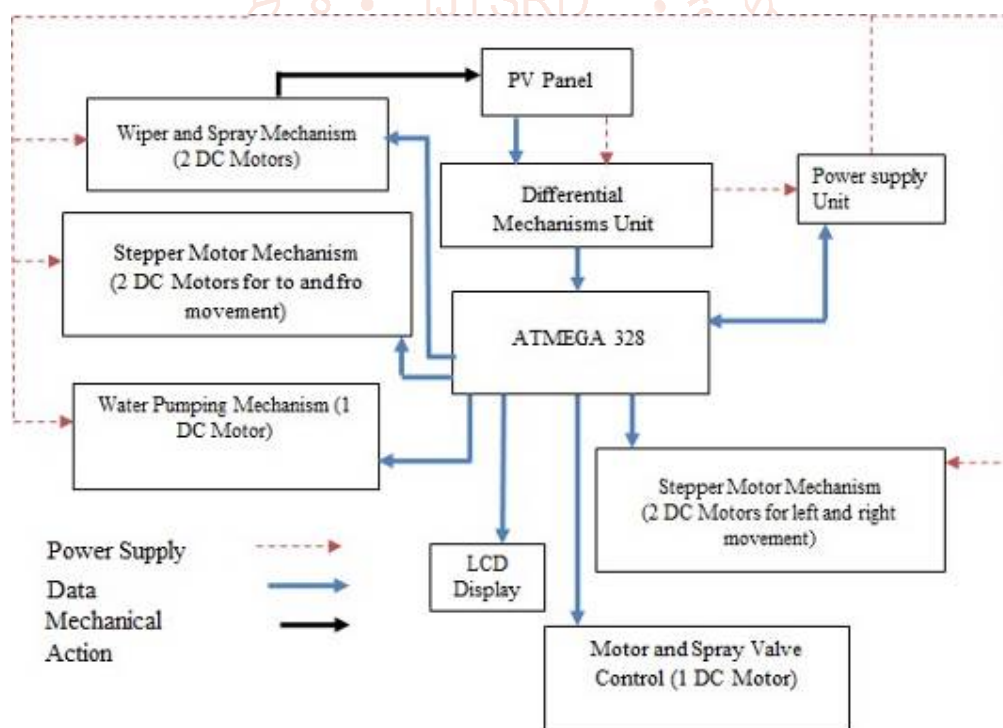 PV Panel
Wiper and Spray Mechanism
(2 DC Motors)
Power supply
Unit
Differential
Mechanisms Unit
Stepper Motor Mechanism
(2 DC Motors for to and fro
movement)
ATMEGA 328
Water Pumping Mechanism (1
DC Motor)
Stepper Motor Mechanism
(2 DC Motors for left and right
movement)
LCD
Display
Power Supply
Data
Mechanical
Action
Motor and Spray Valve
Control (1 DC Motor)